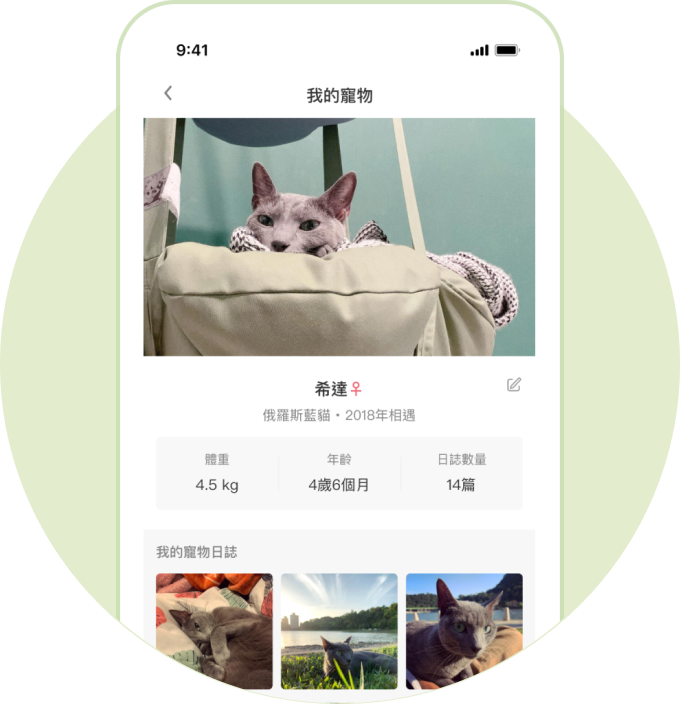 9:41
我的寵物
希達♀
俄羅斯藍貓・2018年相遇
體重 年齡 日誌數量
4.5 kg 4歲6個月 14篇
我的寵物日誌